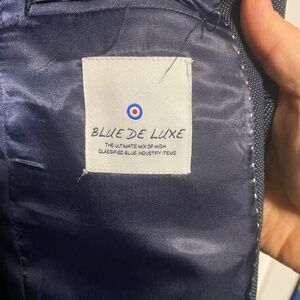 BLUE DE LUXE
THE ULTIMATE MIX OF HIGH
CLASSIFIED BLUE INDUSTRY ITEMS